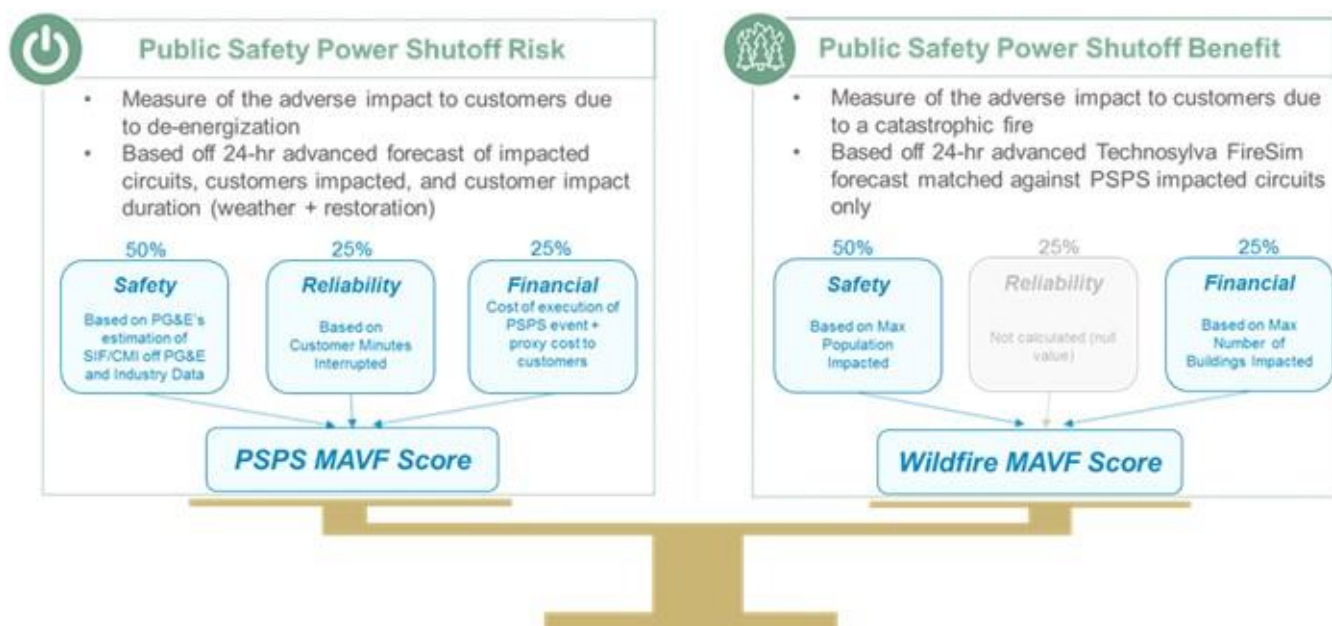 Public Safety Power Shutoff Risk
• Measure of the adverse impact to customers due
to de-energization
• Based off 24-hr advanced forecast of impacted
circuits, customers impacted, and customer impact
duration (weather + restoration)
50%
Safety
Based on PG&E's
estimation of
SIF/CMI off PG&E
and Industry Data
25%
Reliability
Based on
Customer Minutes
Interrupted
25%
Financial
Cost of execution of
PSPS event +
proxy cost to
customers
PSPS MAVF Score
Public Safety Power Shutoff Benefit
• Measure of the adverse impact to customers due
to a catastrophic fire
• Based off 24-hr advanced Technosylva FireSim
forecast matched against PSPS impacted circuits
only
50%
Safety
Based on Max
Population
Impacted
25%
Reliability
Not calculated (null
value)
25%
Financial
Based on Max
Number of
Buildings Impacted
Wildfire MAVF Score